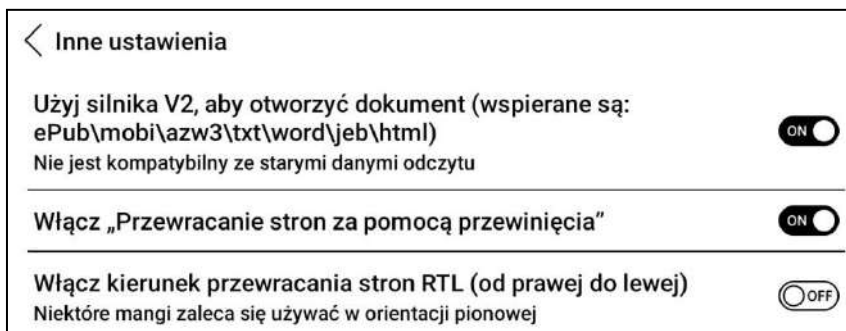 Inne ustawienia
Użyj silnika V2, aby otworzyć dokument (wspierane są:
ePub\mobi\azw3\txt\word\jeb\html)
ON
Nie jest kompatybilny ze starymi danymi odczytu
Włącz „Przewracanie stron za pomocą przewinięcia”
ON
Włącz kierunek przewracania stron RTL (od prawej do lewej)
OFF
Niektóre mangi zaleca się używać w orientacji pionowej